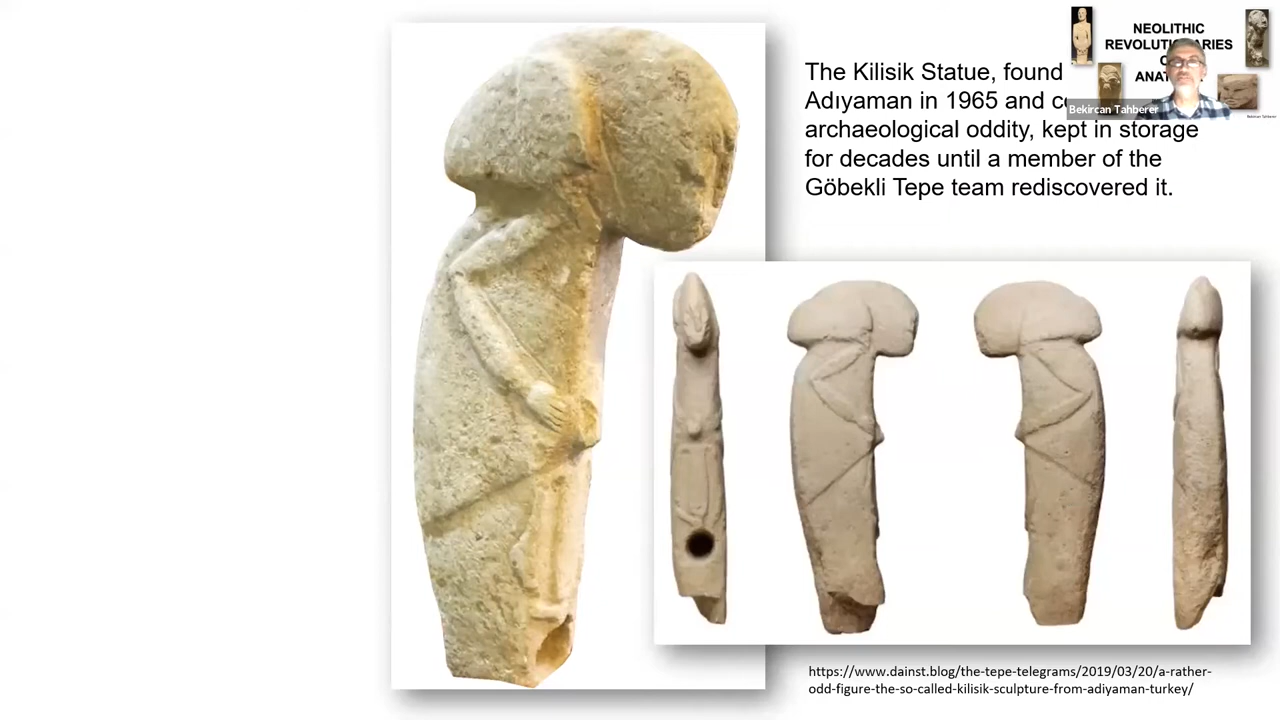 The Kilisik Statue, found
Adıyaman in 1965 and
archaeological oddity, kept in storage
for decades until a member of the
Göbekli Tepe team rediscovered it.
NEOLITHIC
Bekircan Tahberer
https://www.dainst.blog/the-tepe-telegrams/2019/03/20/a-rather-
odd-figure-the-so-called-kilisik-sculpture-from-adiyaman-turkey/